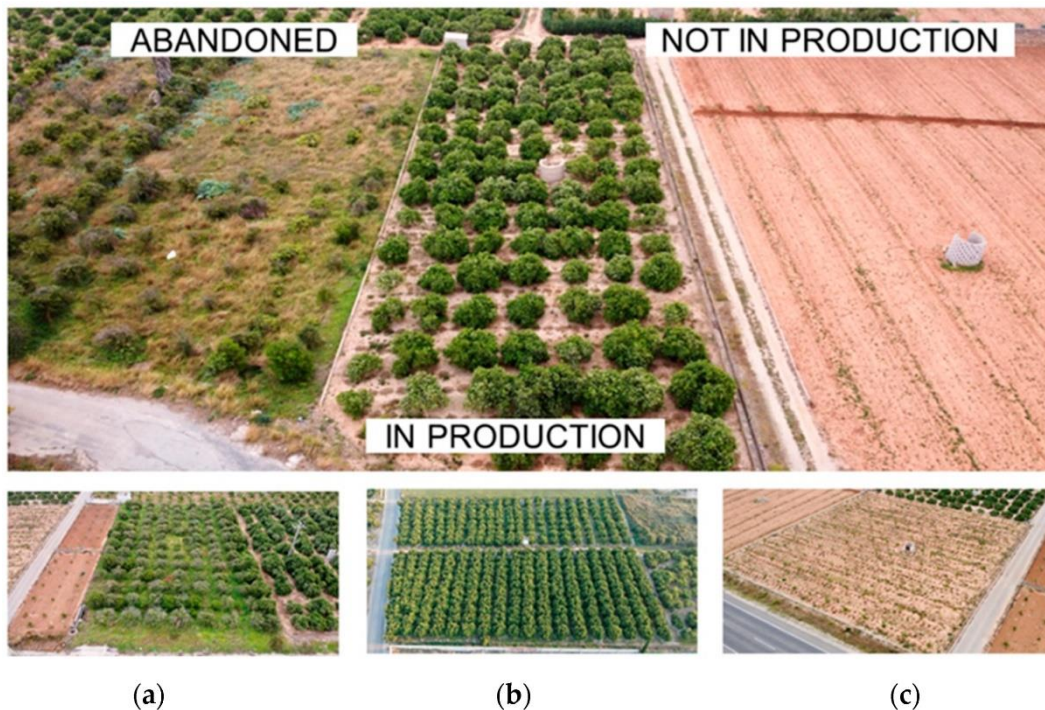 ABANDONED
NOT IN PRODUCTION
IN PRODUCTION
(a)
(b)
(c)